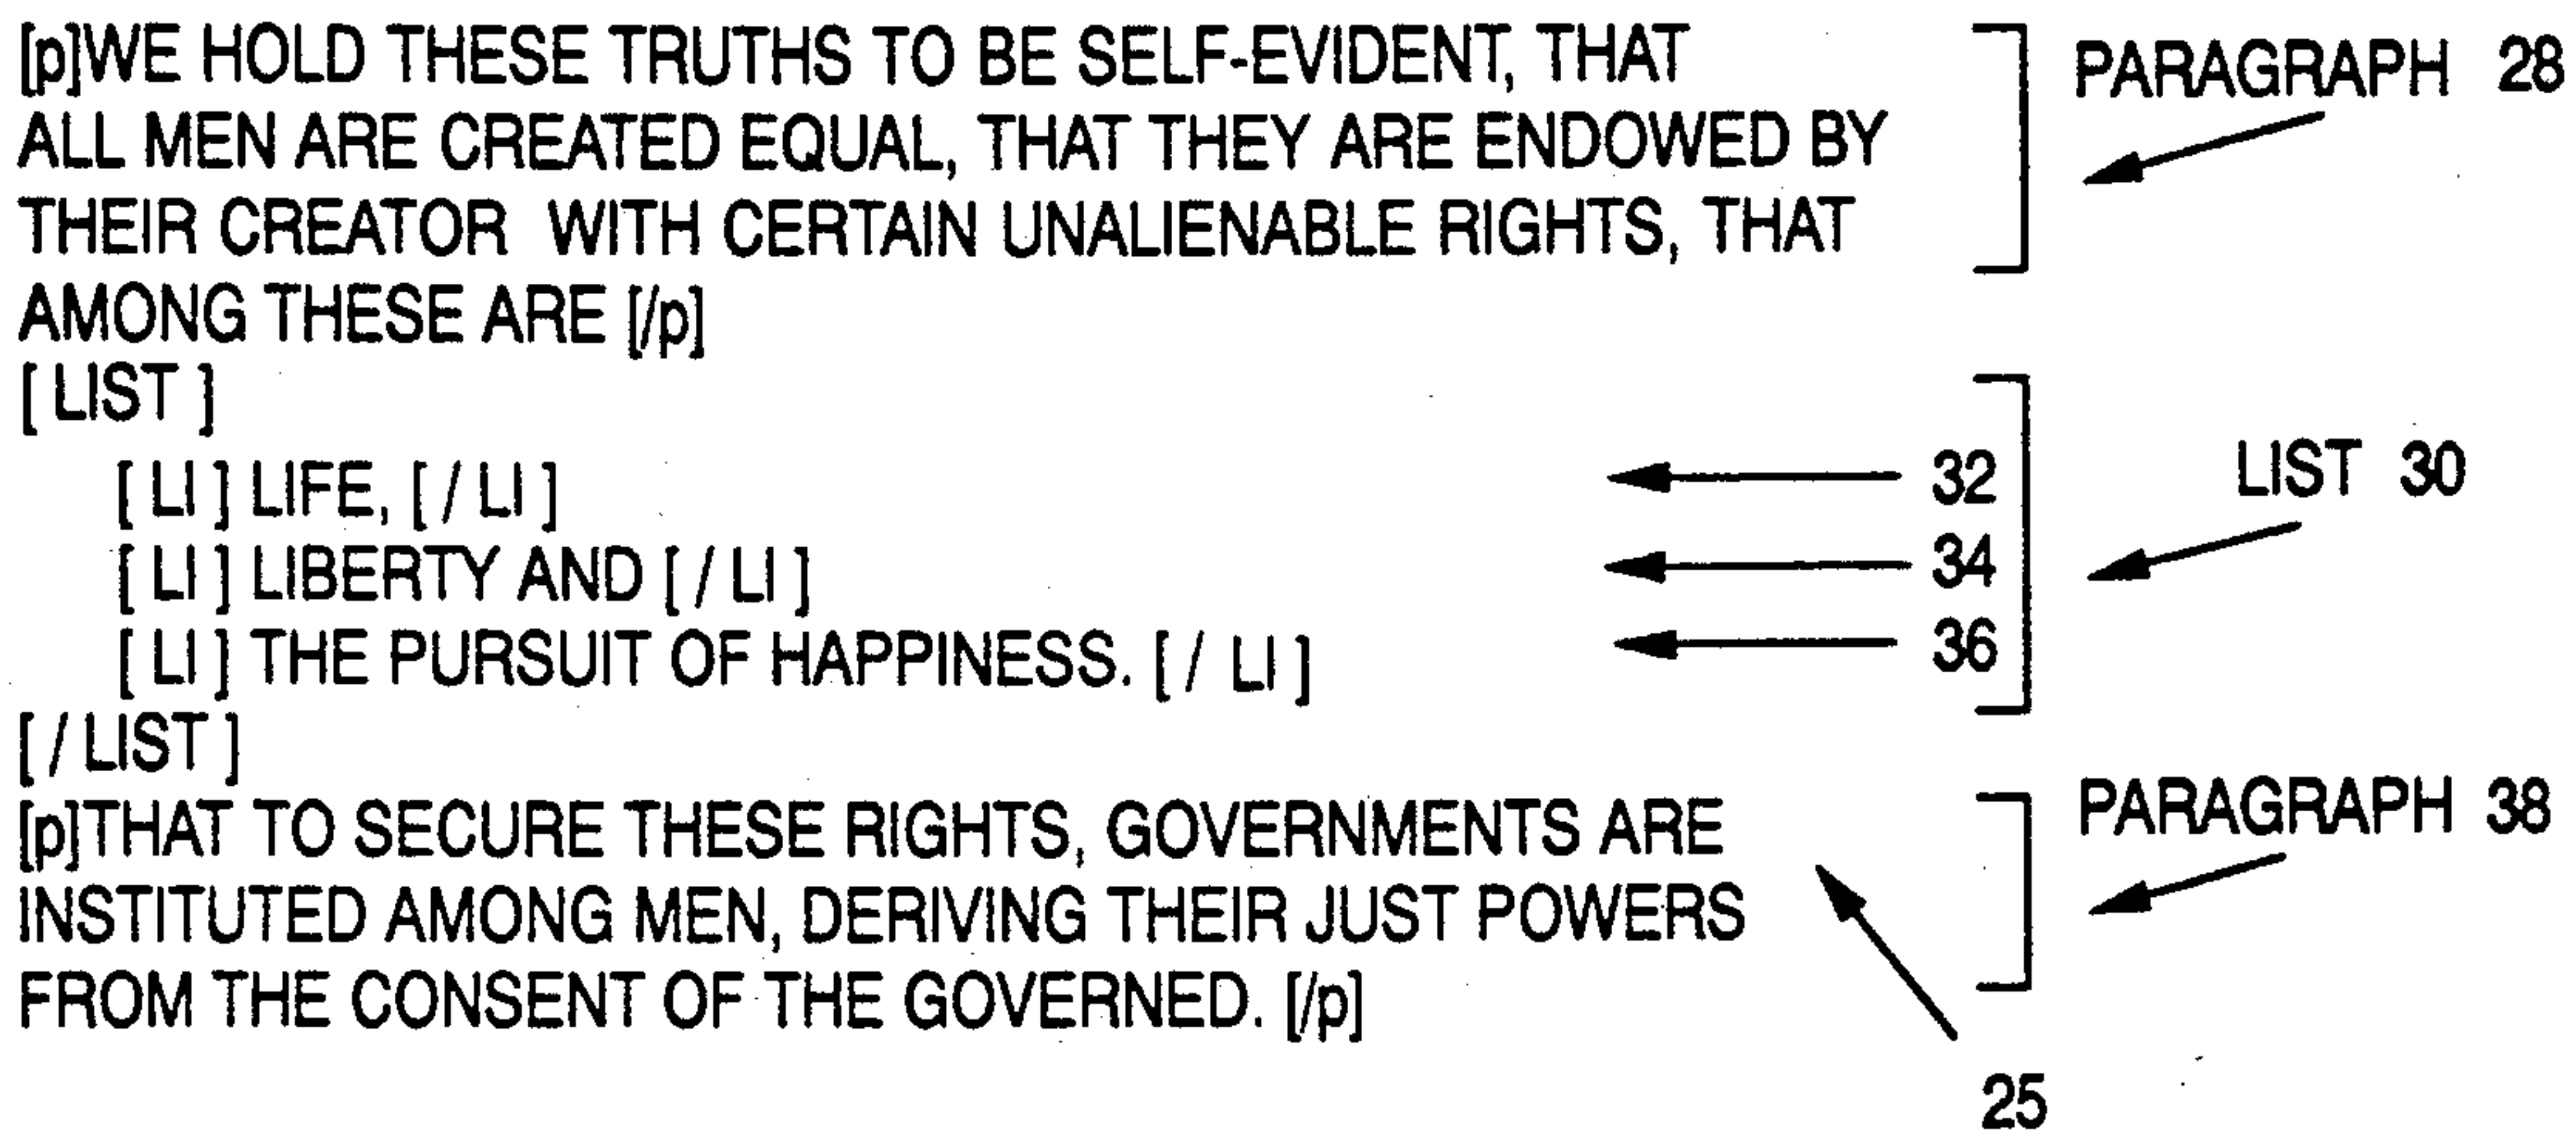 [p]WE HOLD THESE TRUTHS TO BE SELF-EVIDENT, THAT
PARAGRAPH 28
ALL MEN ARE CREATED EQUAL, THAT THEY ARE ENDOWED BY
THEIR CREATOR WITH CERTAIN UNALIENABLE RIGHTS, THAT
AMONG THESE ARE [/p]
[ LIST ]
[ LI ] LIFE, [ / LI ]
32
LIST 30
[ LI ] LIBERTY AND [ / LI ]
34
[ LI ] THE PURSUIT OF HAPPINESS. [ / LI ]
36
[ / LIST ]
[p]THAT TO SECURE THESE RIGHTS, GOVERNMENTS ARE
PARAGRAPH 38
INSTITUTED AMONG MEN, DERIVING THEIR JUST POWERS
FROM THE CONSENT OF THE GOVERNED. [/p]
25